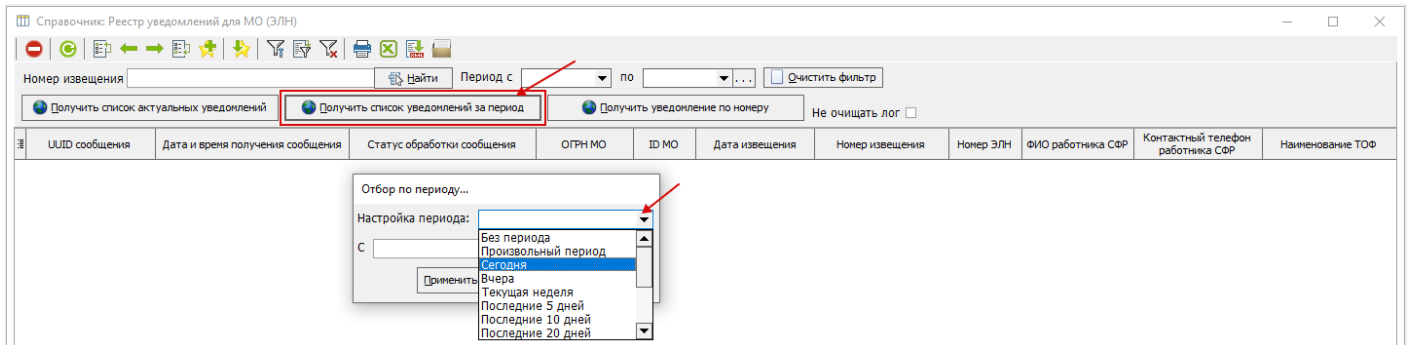 Справочник: Реестр уведомлений для МО (ЭЛН)
Номер извещения Найти Период с по ... Очистить фильтр
Получить список актуальных уведомлений Получить список уведомлений за период Получить уведомление по номеру Не очищать лог
UUID сообщения Дата и время получения сообщения Статус обработки сообщения ОГРН МО ID МО Дата извещения Номер извещения Номер ЭЛН ФИО работника СФР Контактный телефон работника СФР Наименование ТОФ
Отбор по периоду...
Настройка периода:
С
Применить
Без периода
Произвольный период
Сегодня
Вчера
Текущая неделя
Последние 5 дней
Последние 10 дней
Последние 20 дней